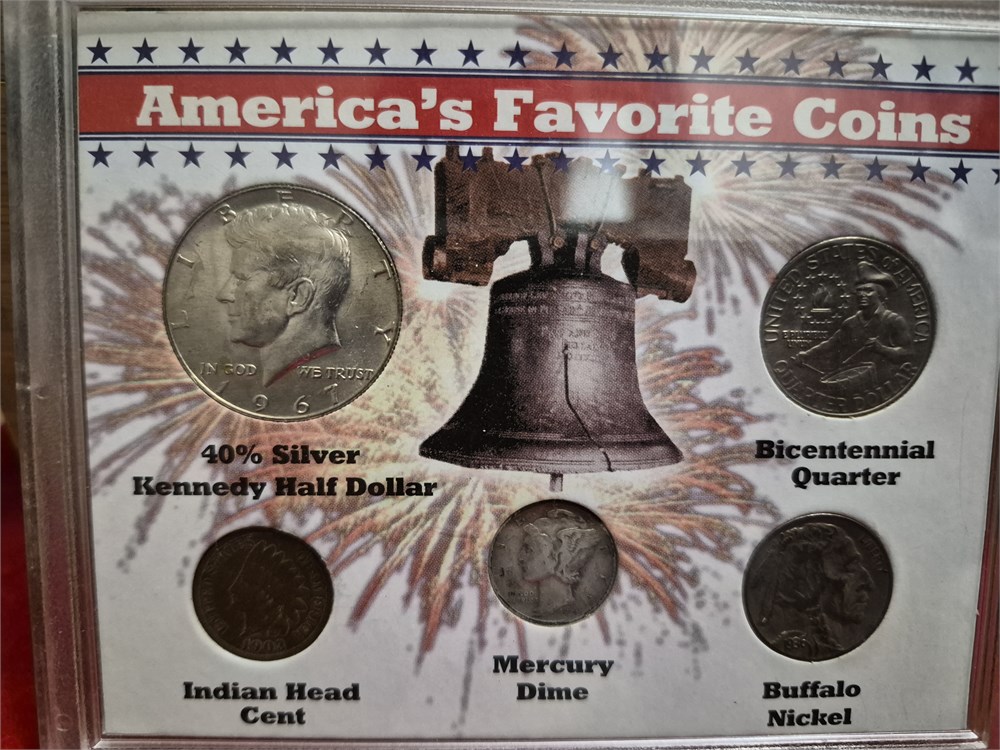 America's Favorite Coins
LIBERTY
IN GOD WE TRUST
1967
40% Silver
Kennedy Half Dollar
UNITED STATES OF AMERICA
QUARTER DOLLAR
Bicentennial
Quarter
Indian Head
Cent
Mercury
Dime
Buffalo
Nickel